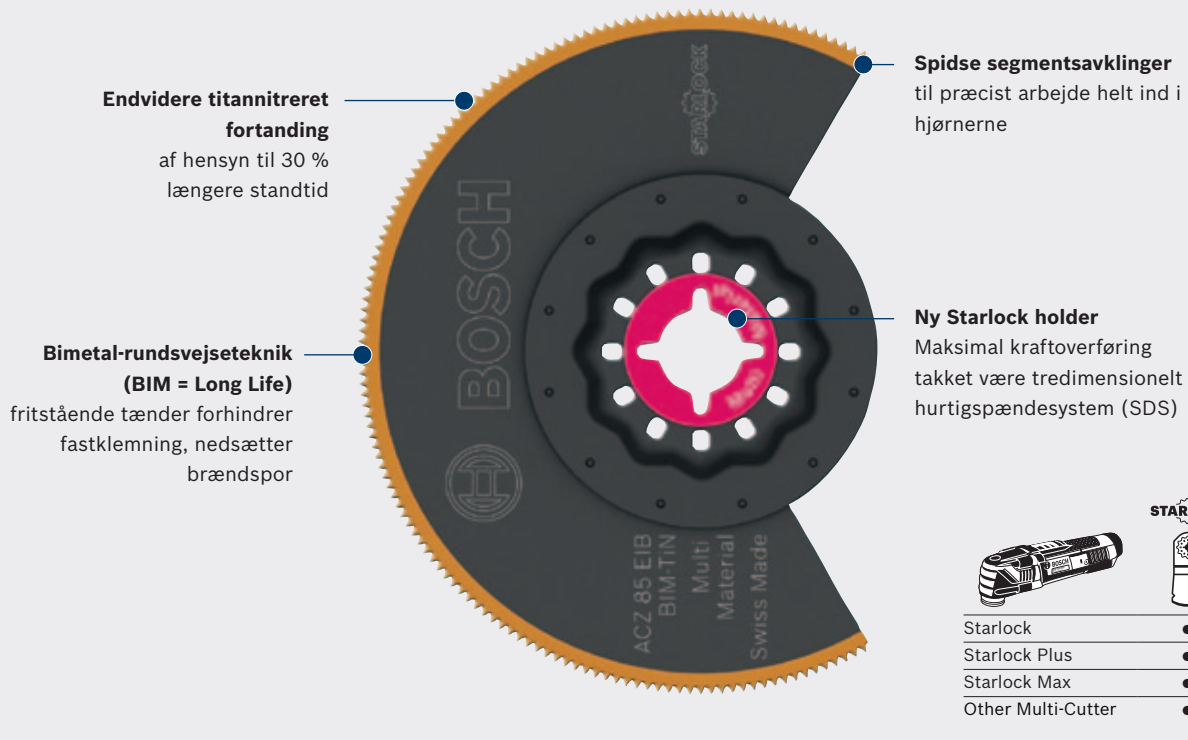 Endvidere titannitreret
fortanding
af hensyn til 30 %
længere standtid
Bimetal-rundsvejseteknik
(BIM = Long Life)
fritstående tænder forhindrer
fastklemning, nedsætter
brændspor
STARLOCK
BOSCH
ACZ 85 EIB
BIM-TiN
Multi
Material
Swiss Made
Spidse segmentsavklinger
til præcist arbejde helt ind i
hjørnerne
Ny Starlock holder
Maksimal kraftoverføring
takket være tredimensionelt
hurtigspændesystem (SDS)
STAR
BOSCH
Starlock
Starlock Plus
Starlock Max
Other Multi-Cutter